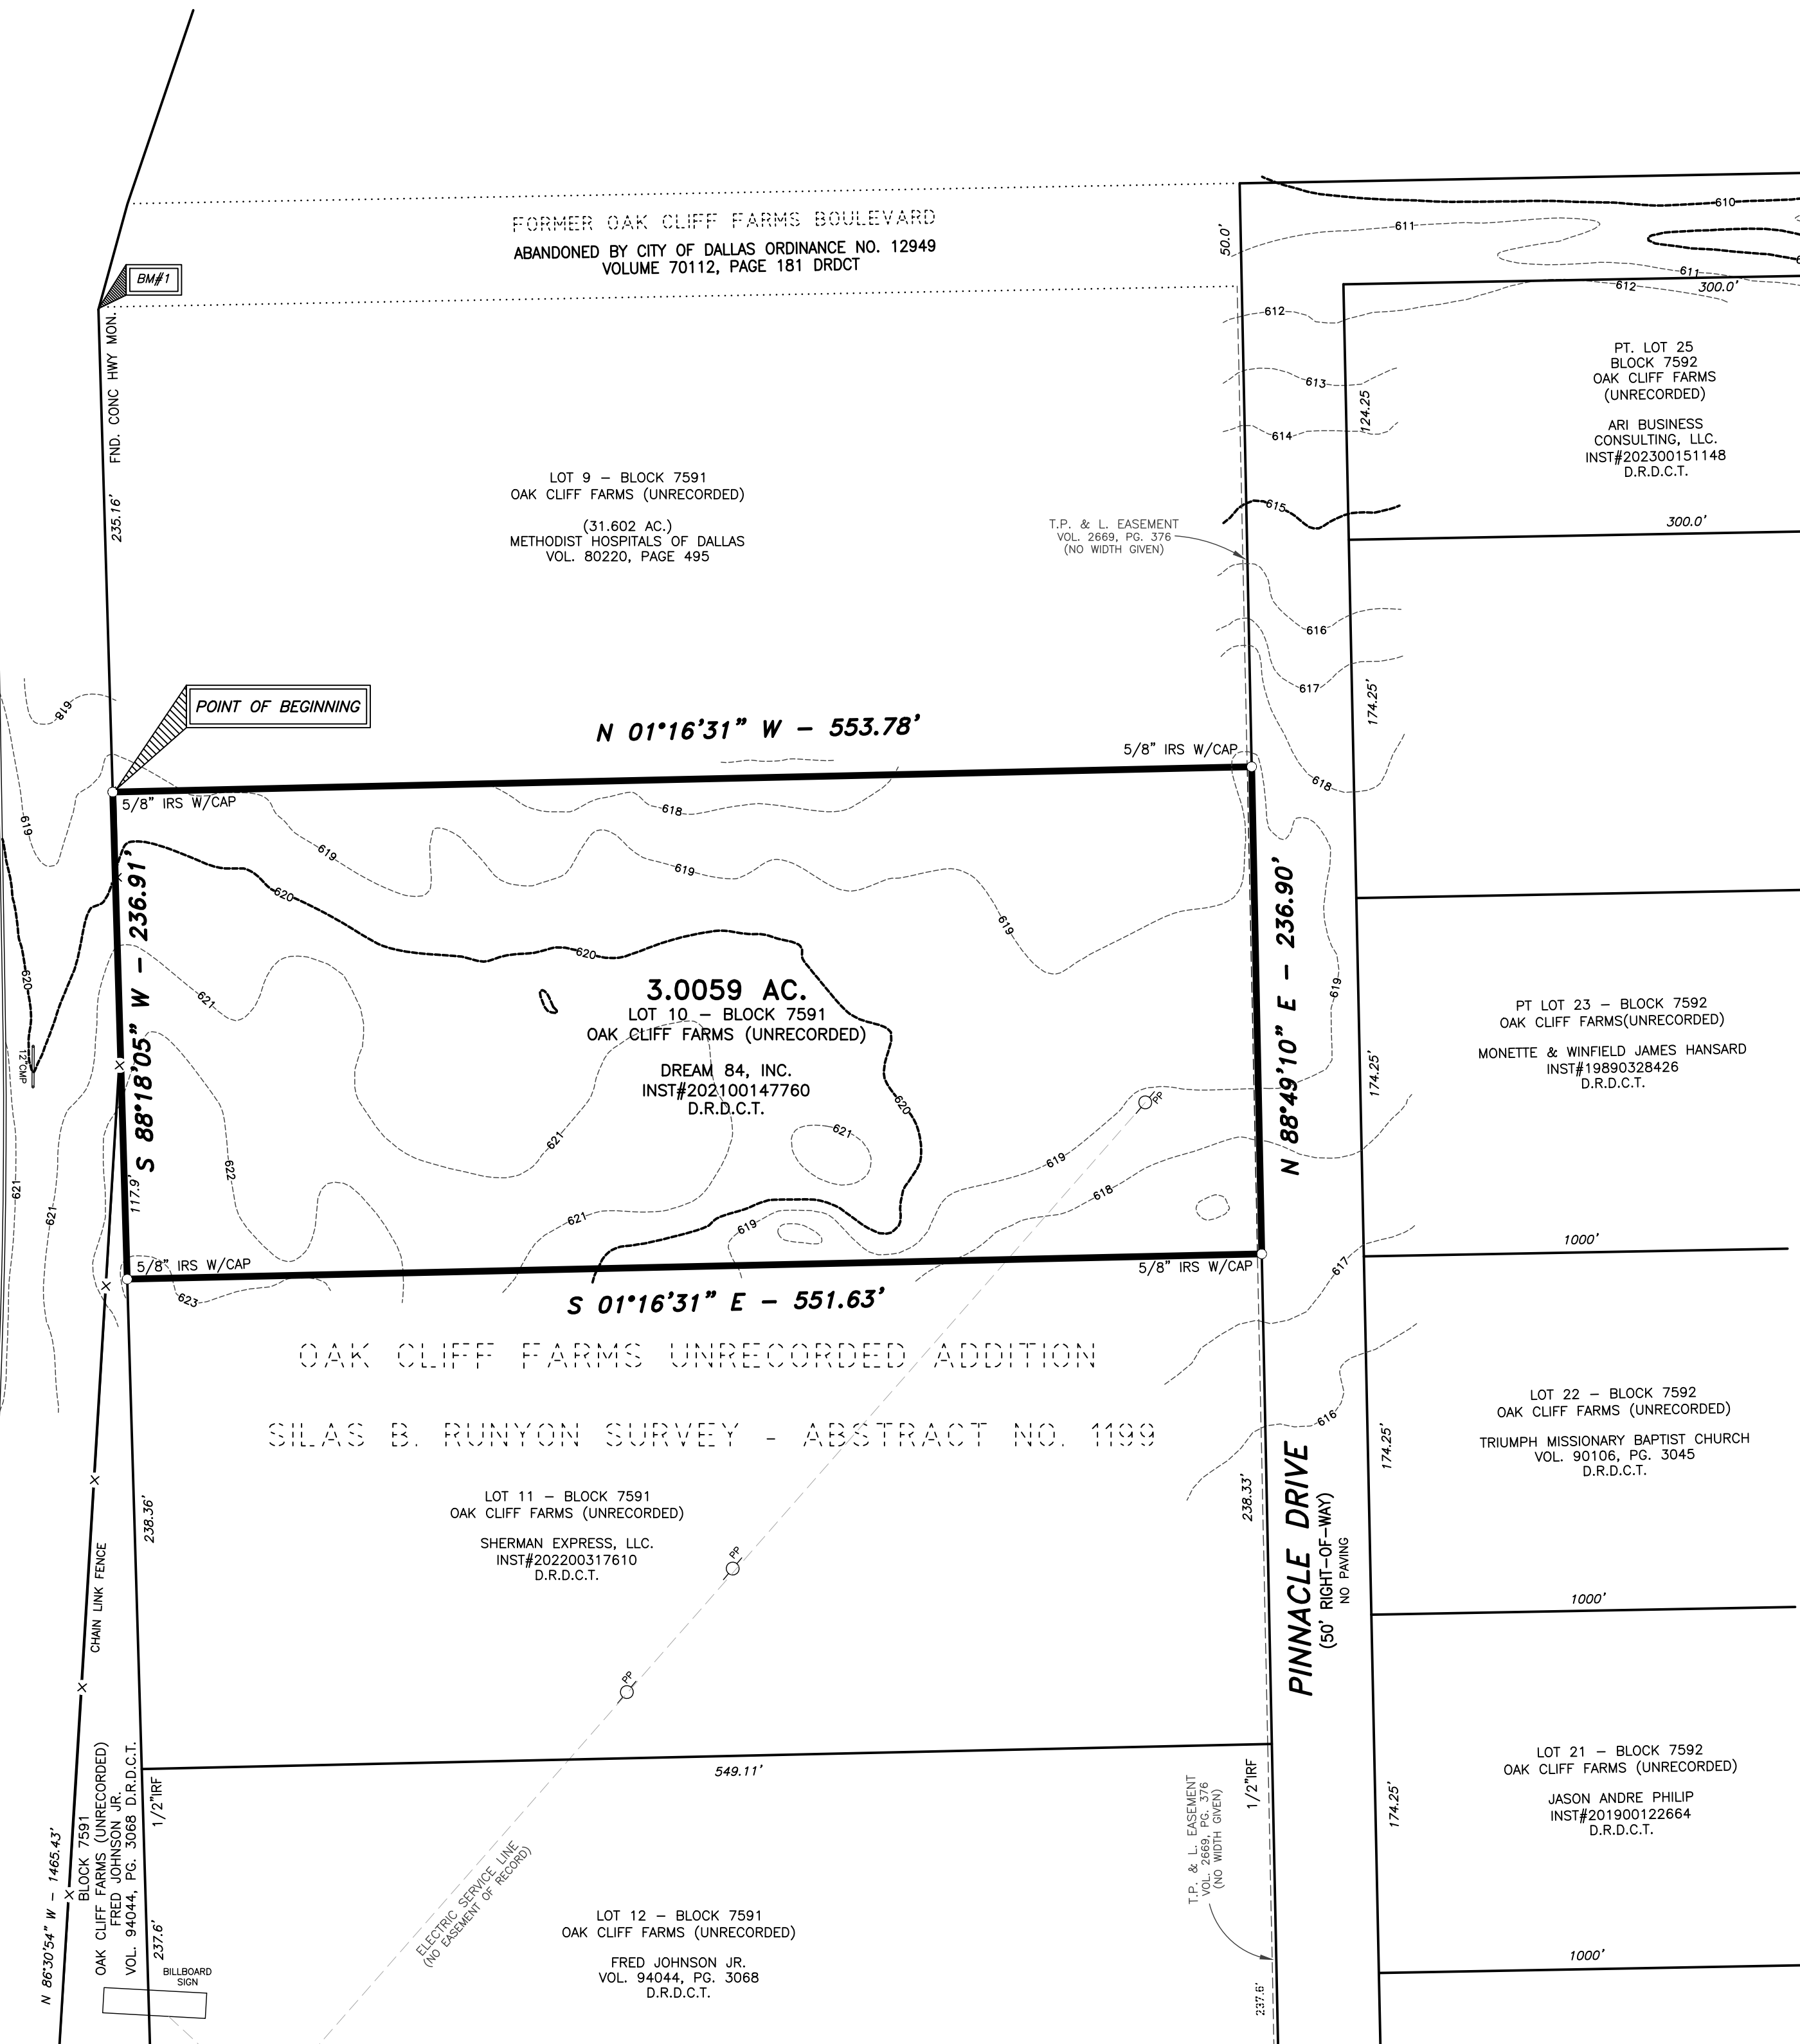 FORMER OAK CLIFF FARMS BOULEVARD
ABANDONED BY CITY OF DALLAS ORDINANCE NO. 12949
VOLUME 70112, PAGE 181 DRDCT
50.0'
610
611
611
612
300.0'
BM#1
FND. CONC HWY MON.
235.16'
612
613
614
615
616
617
618
124.25
PT. LOT 25
BLOCK 7592
OAK CLIFF FARMS
(UNRECORDED)
ARI BUSINESS
CONSULTING, LLC.
INST#202300151148
D.R.D.C.T.
300.0'
LOT 9 – BLOCK 7591
OAK CLIFF FARMS (UNRECORDED)
(31.602 AC.)
METHODIST HOSPITALS OF DALLAS
VOL. 80220, PAGE 495
T.P. & L. EASEMENT
VOL. 2669, PG. 376
(NO WIDTH GIVEN)
174.25'
618
POINT OF BEGINNING
N 01°16'31" W – 553.78'
5/8" IRS W/CAP
5/8" IRS W/CAP
619
618
619
619
619
620
620
620
620
621
621
621
621
622
619
618
619
623
S 88°18'05" W – 236.91'
117.9'
12"CMP
621
621
3.0059 AC.
LOT 10 – BLOCK 7591
OAK CLIFF FARMS (UNRECORDED)
DREAM 84, INC.
INST#202100147760
D.R.D.C.T.
PP
N 88°49'10" E – 236.90'
619
617
616
174.25'
PT LOT 23 – BLOCK 7592
OAK CLIFF FARMS(UNRECORDED)
MONETTE & WINFIELD JAMES HANSARD
INST#19890328426
D.R.D.C.T.
1000'
5/8" IRS W/CAP
5/8" IRS W/CAP
S 01°16'31" E – 551.63'
OAK CLIFF FARMS UNRECORDED ADDITION
SILAS B. RUNYON SURVEY - ABSTRACT NO. 1199
LOT 11 – BLOCK 7591
OAK CLIFF FARMS (UNRECORDED)
SHERMAN EXPRESS, LLC.
INST#202200317610
D.R.D.C.T.
PP
PP
238.36'
238.33'
CHAIN LINK FENCE
PINNACLE DRIVE
(50' RIGHT–OF–WAY)
NO PAVING
174.25'
LOT 22 – BLOCK 7592
OAK CLIFF FARMS (UNRECORDED)
TRIUMPH MISSIONARY BAPTIST CHURCH
VOL. 90106, PG. 3045
D.R.D.C.T.
1000'
549.11'
1/2"IRF
1/2"IRF
N 86°30'54" W – 1465.43'
BLOCK 7591
OAK CLIFF FARMS (UNRECORDED)
FRED JOHNSON JR.
VOL. 94044, PG. 3068 D.R.D.C.T.
237.6'
BILLBOARD
SIGN
ELECTRIC SERVICE LINE
(NO EASEMENT OF RECORD)
LOT 12 – BLOCK 7591
OAK CLIFF FARMS (UNRECORDED)
FRED JOHNSON JR.
VOL. 94044, PG. 3068
D.R.D.C.T.
T.P. & L. EASEMENT
VOL. 2669, PG. 376
(NO WIDTH GIVEN)
237.6'
174.25'
LOT 21 – BLOCK 7592
OAK CLIFF FARMS (UNRECORDED)
JASON ANDRE PHILIP
INST#201900122664
D.R.D.C.T.
1000'